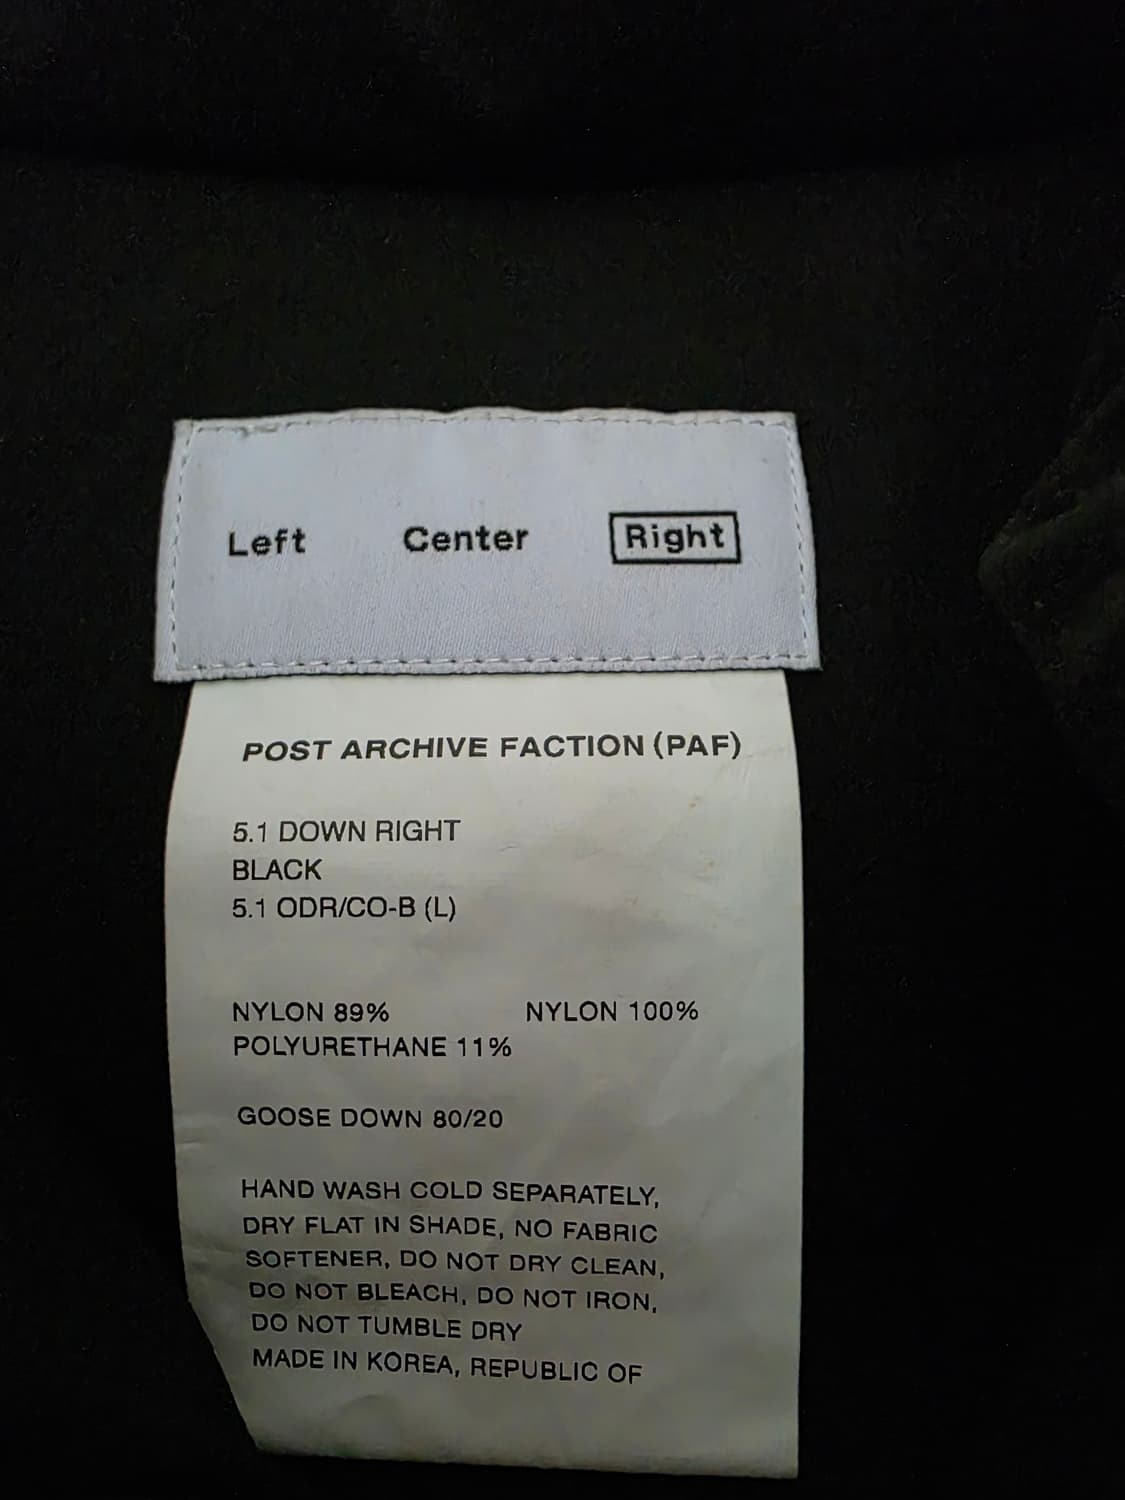 Left Center Right
POST ARCHIVE FACTION (PAF)
5.1 DOWN RIGHT
BLACK
5.1 ODR/CO-B (L)
NYLON 89% NYLON 100%
POLYURETHANE 11%
GOOSE DOWN 80/20
HAND WASH COLD SEPARATELY,
DRY FLAT IN SHADE, NO FABRIC
SOFTENER, DO NOT DRY CLEAN,
DO NOT BLEACH, DO NOT IRON,
DO NOT TUMBLE DRY
MADE IN KOREA, REPUBLIC OF